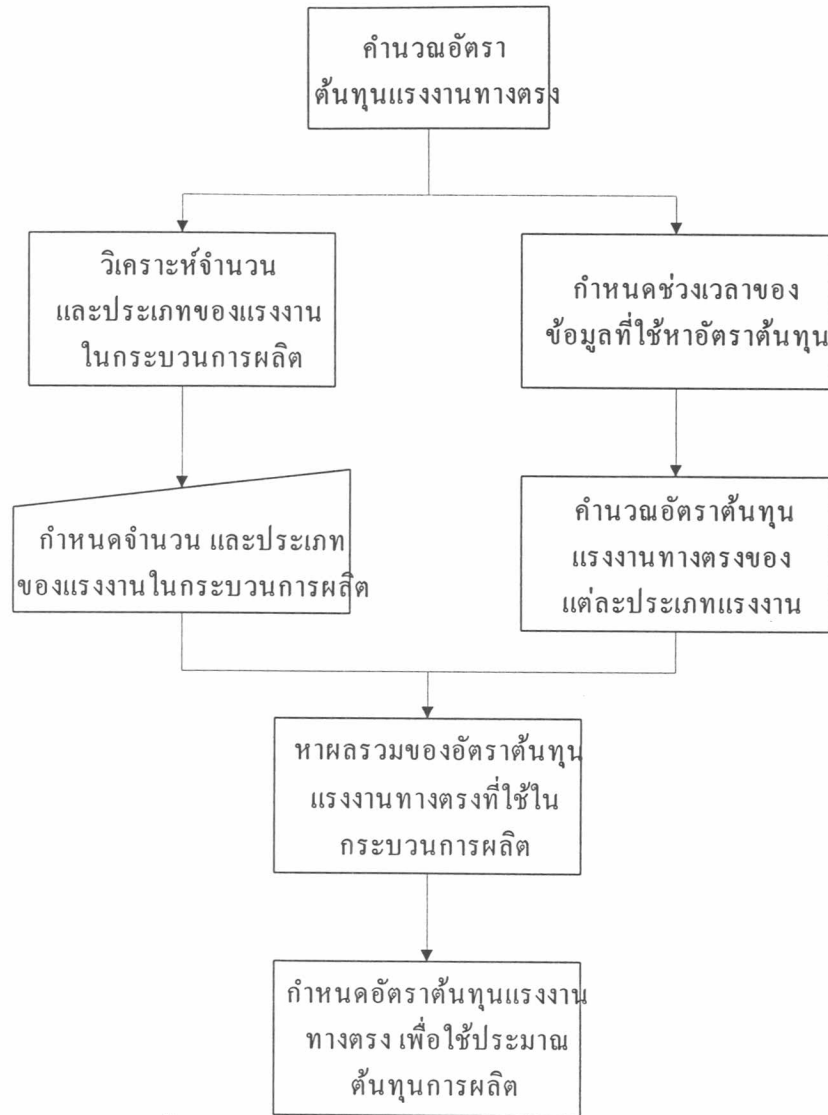 คำนวณอัตรา
ต้นทุนแรงงานทางตรง
วิเคราะห์จำนวน
และประเภทของแรงงาน
ในกระบวนการผลิต
กำหนดช่วงเวลาของ
ข้อมูลที่ใช้หาอัตราต้นทุน
กำหนดจำนวน และประเภท
ของแรงงานในกระบวนการผลิต
คำนวณอัตราต้นทุน
แรงงานทางตรงของ
แต่ละประเภทแรงงาน
หาผลรวมของอัตราต้นทุน
แรงงานทางตรงที่ใช้ใน
กระบวนการผลิต
กำหนดอัตราต้นทุนแรงงาน
ทางตรง เพื่อใช้ประมาณ
ต้นทุนการผลิต